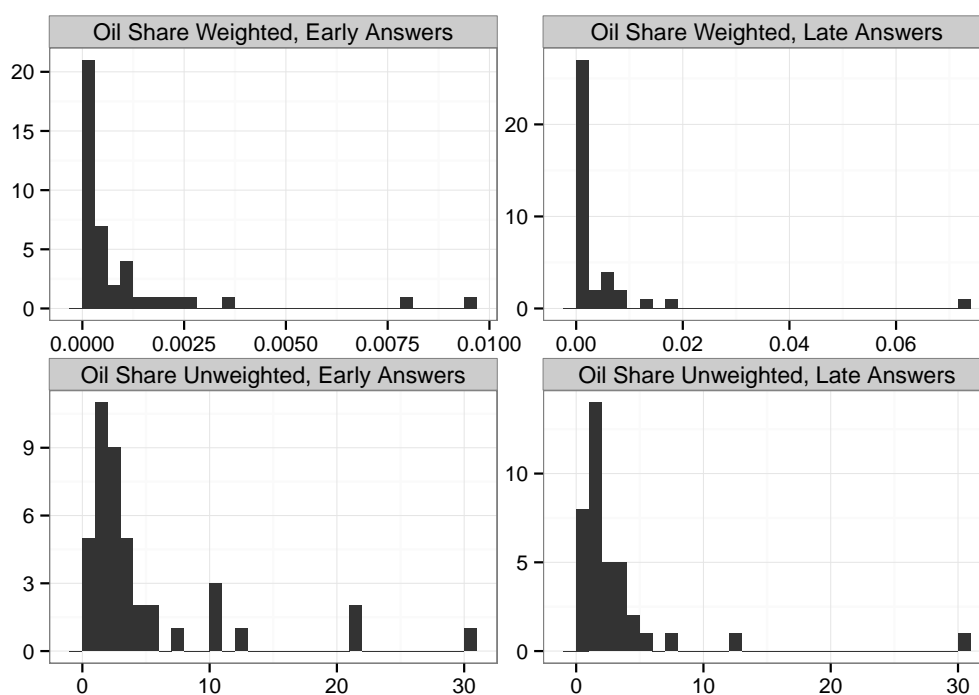 Oil Share Weighted, Early Answers
20
15
10
5
0
0.0000 0.0025 0.0050 0.0075 0.0100
Oil Share Weighted, Late Answers
20
10
0
0.00 0.02 0.04 0.06
Oil Share Unweighted, Early Answers
9
6
3
0
0 10 20 30
Oil Share Unweighted, Late Answers
10
5
0
0 10 20 30